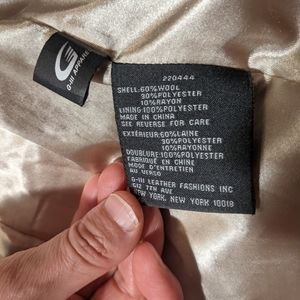 G-III APPAREL
220444
SHELL:60%WOOL
30%POLYESTER
10%RAYON
LINING:100%POLYESTER
MADE IN CHINA
SEE REVERSE FOR CARE
EXTÉRIEUR:60%LAINE
30%POLYESTER
10%RAYONNE
DOUBLURE:100%POLYESTER
FABRIQUÉ EN CHINE
MODE D'ENTRETIEN
AU VERSO
G-III LEATHER FASHIONS INC
512 7TH AVE
NEW YORK, NEW YORK 10018